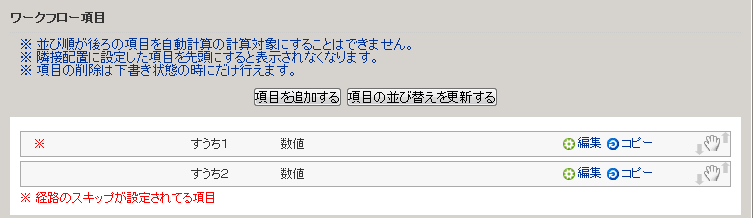 ワークフロー項目
※ 並び順が後ろの項目を自動計算の計算対象にすることはできません。
※ 隣接配置に設定した項目を先頭にすると表示されなくなります。
※ 項目の削除は下書き状態の時にだけ行えます。
項目を追加する 項目の並び替えを更新する
※ すうち1 数値 編集 コピー
すうち2 数値 編集 コピー
※ 経路のスキップが設定されてる項目